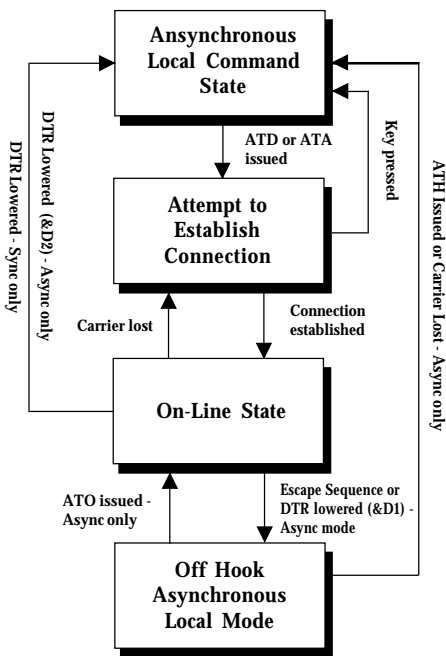 Ansynchronous
Local Command
State
ATD or ATA
issued
Key pressed
DTR Lowered (&D2) - Async only
DTR Lowered - Sync only
ATH Issued or Carrier Lost - Async only
Attempt to
Establish
Connection
Carrier lost
Connection
established
On-Line State
ATO issued -
Async only
Escape Sequence or
DTR lowered (&D1) -
Async mode
Off Hook
Asynchronous
Local Mode